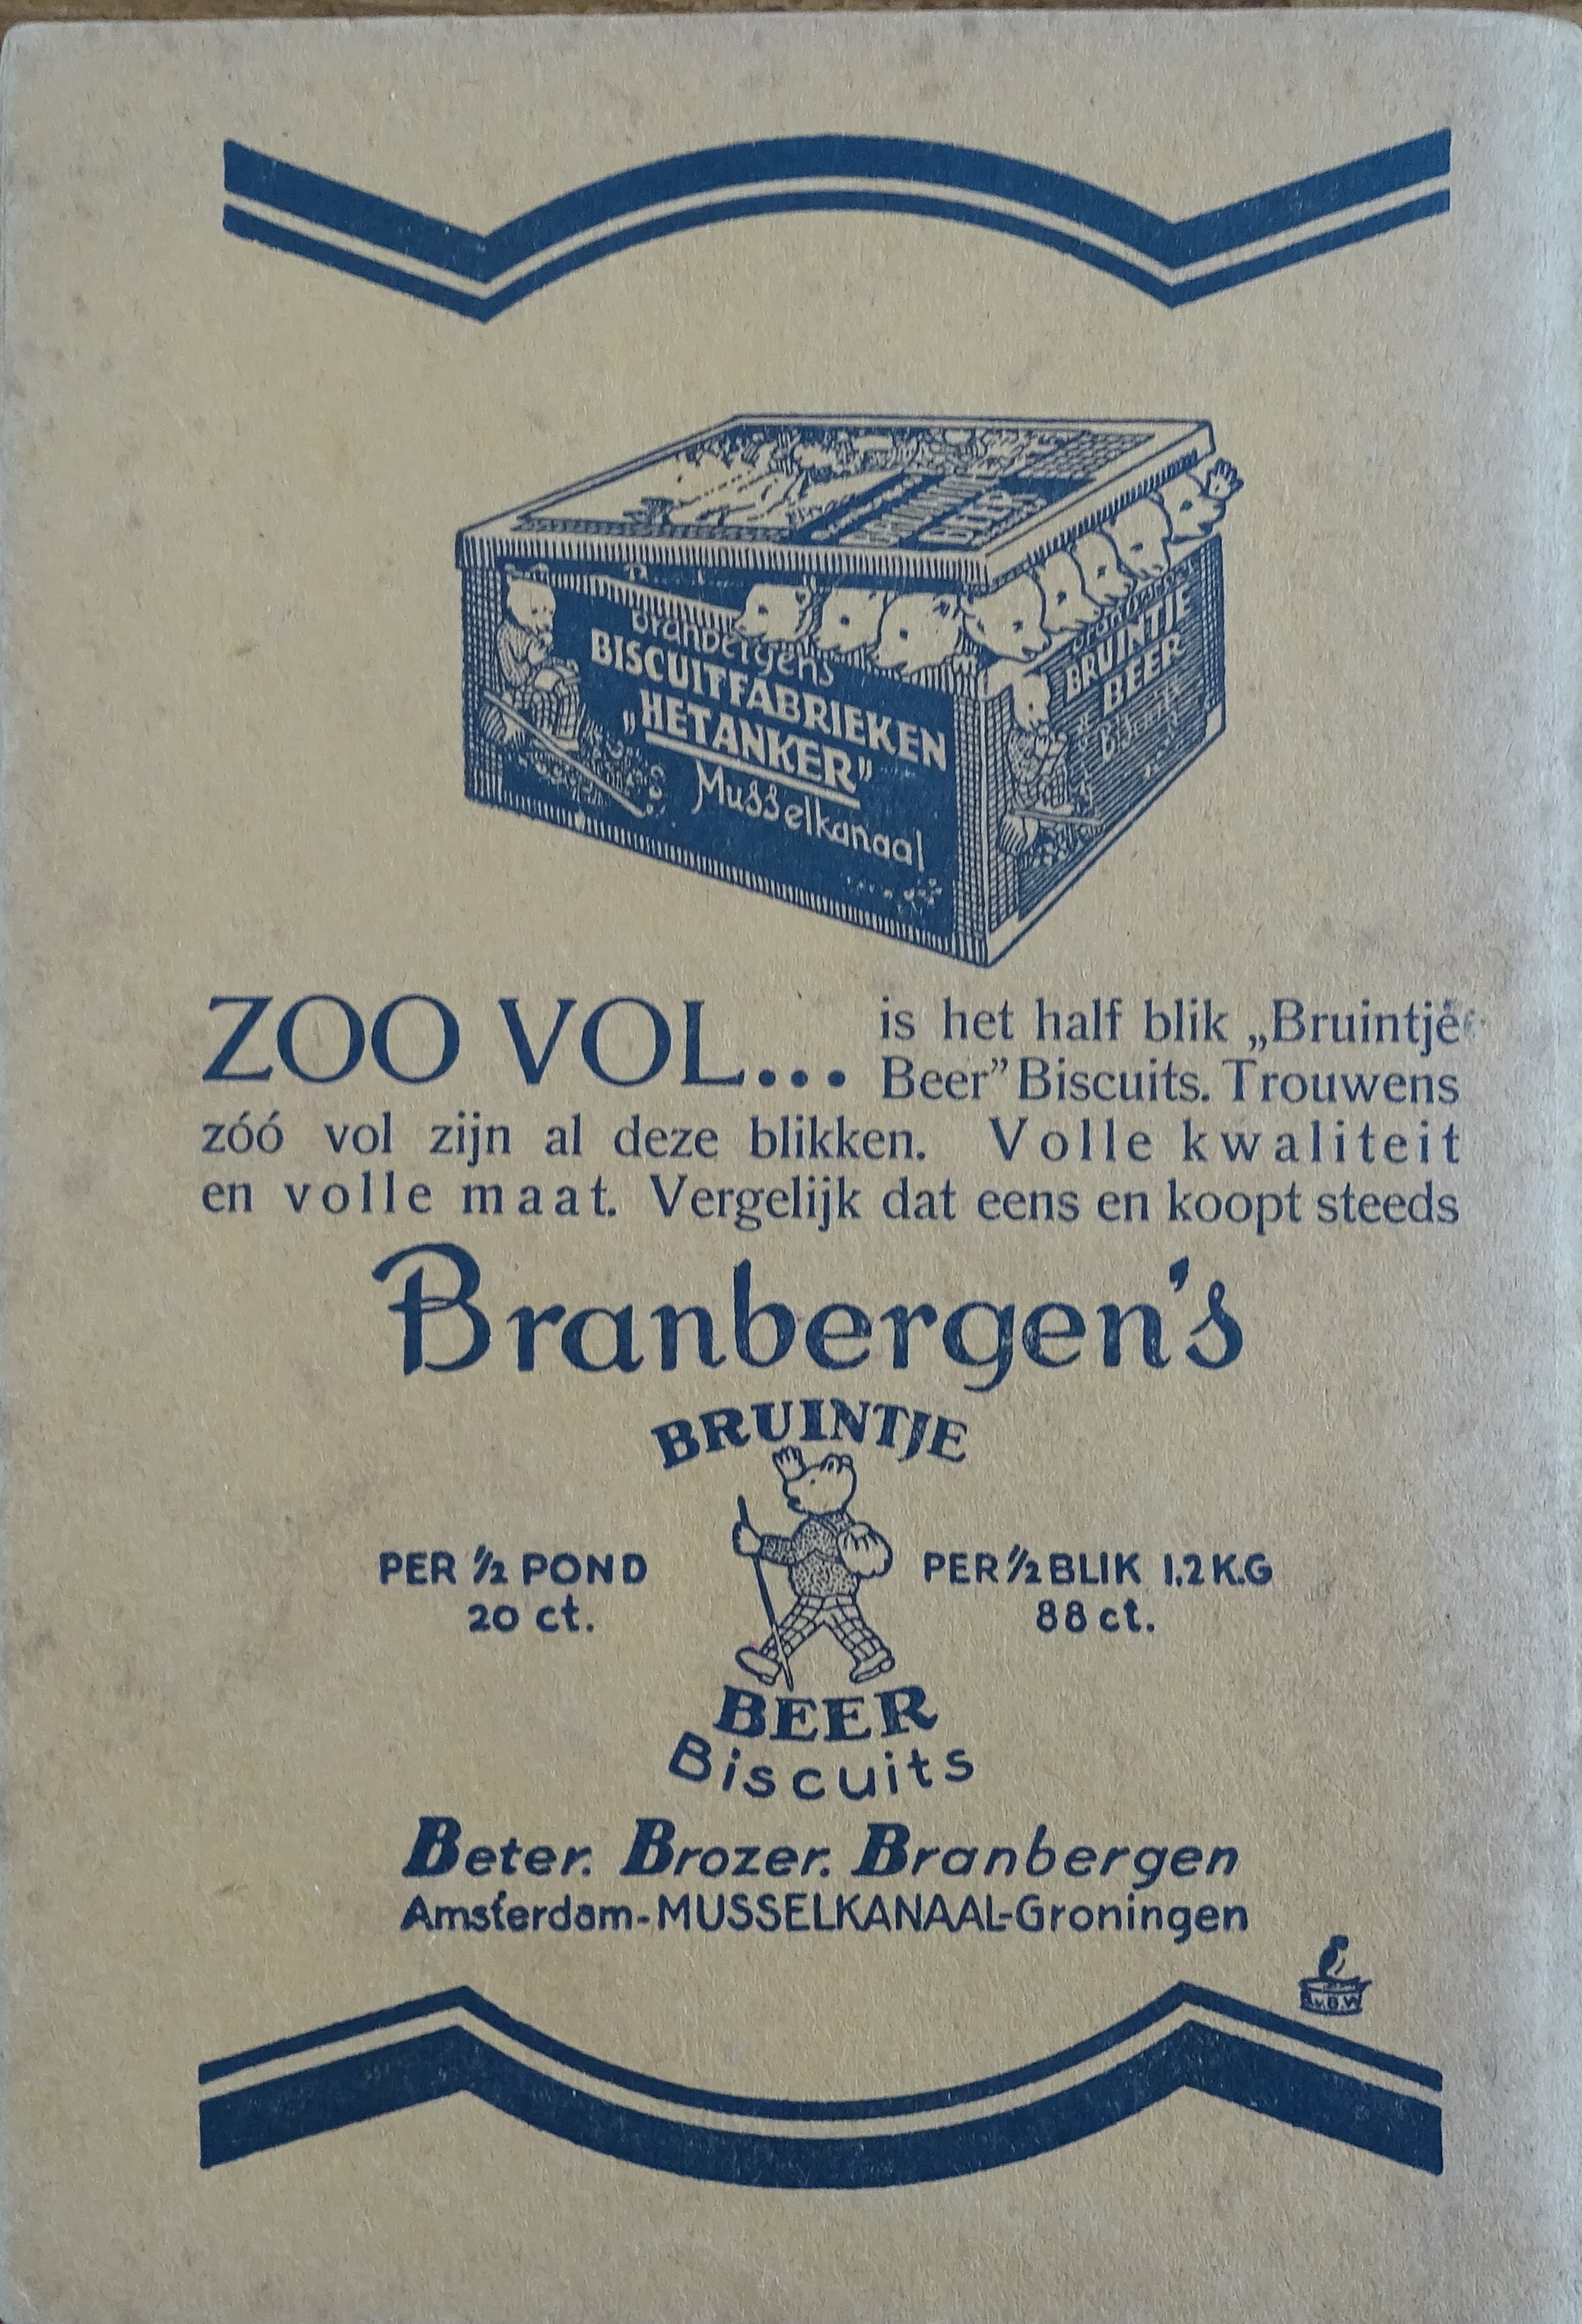 BRUINTJE
BEER
branbergens
BISCUITFABRIEKEN
„HET ANKER”
Musselkanaal
BRUINTJE
BEER
ZOO VOL... is het half blik „Bruintje
Beer” Biscuits. Trouwens
zóó vol zijn al deze blikken. Volle kwaliteit
en volle maat. Vergelijk dat eens en koopt steeds
Branbergen's
BRUINTJE
PER ½ POND
20 ct.
PER ½ BLIK 1.2 K.G
88 ct.
BEER
Biscuits
Beter. Brozer. Branbergen
Amsterdam-MUSSELKANAAL-Groningen